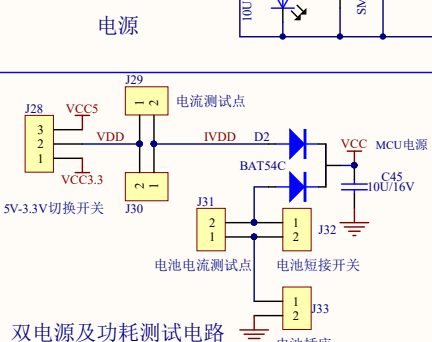 电源
10U
SM
J29
1 2
电流测试点
J28
VCC5
3
2
1
VDD
IVDD
D2
VCC
MCU电源
VCC3.3
BAT54C
C45
10U/16V
2 1
J30
5V-3.3V切换开关
J31
2
1
1
2
J32
电池电流测试点
电池短接开关
1
2
J33
双电源及功耗测试电路